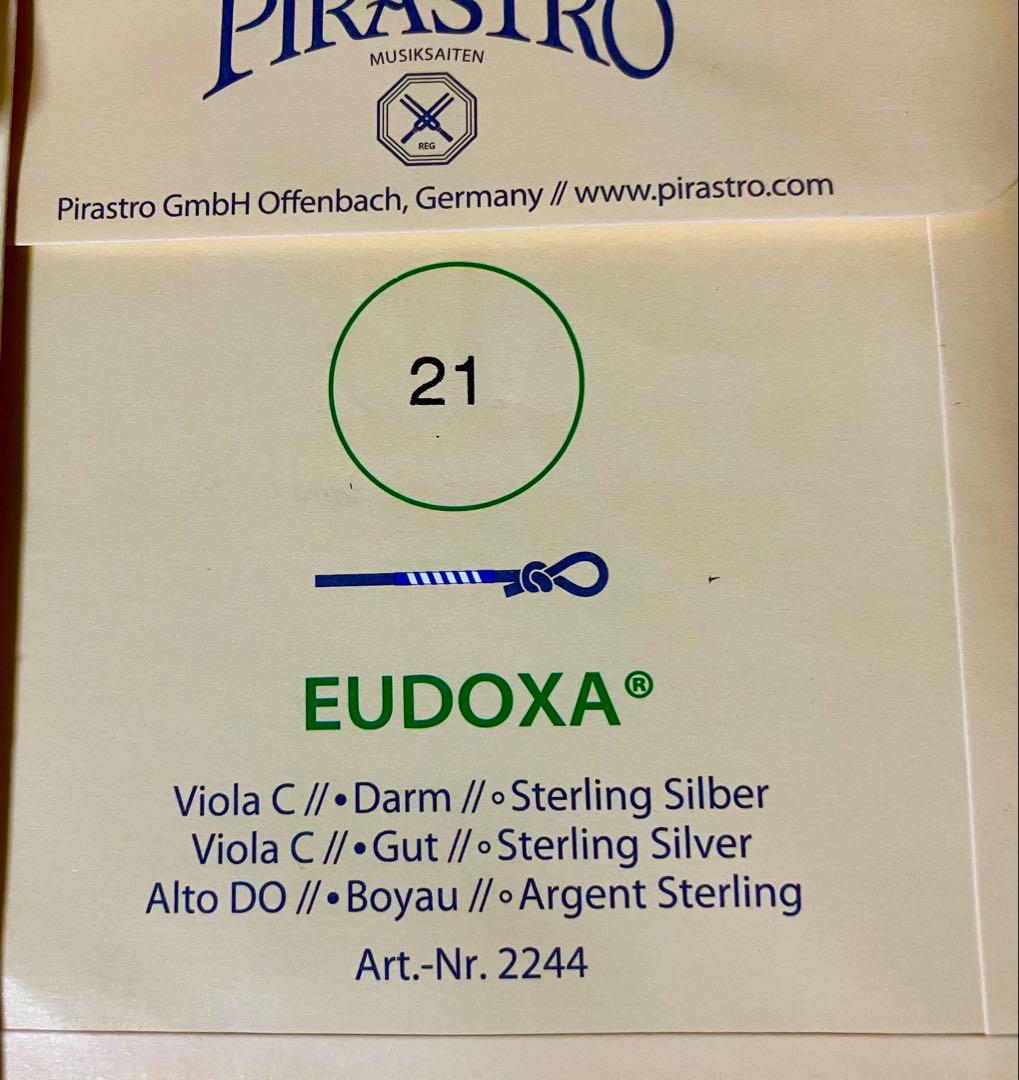 PIRASTRO
MUSIKSAITEN
REG
Pirastro GmbH Offenbach, Germany // www.pirastro.com
21
EUDOXA®
Viola C // • Darm // ∘ Sterling Silber
Viola C // • Gut // ∘ Sterling Silver
Alto DO // • Boyau // ∘ Argent Sterling
Art.-Nr. 2244